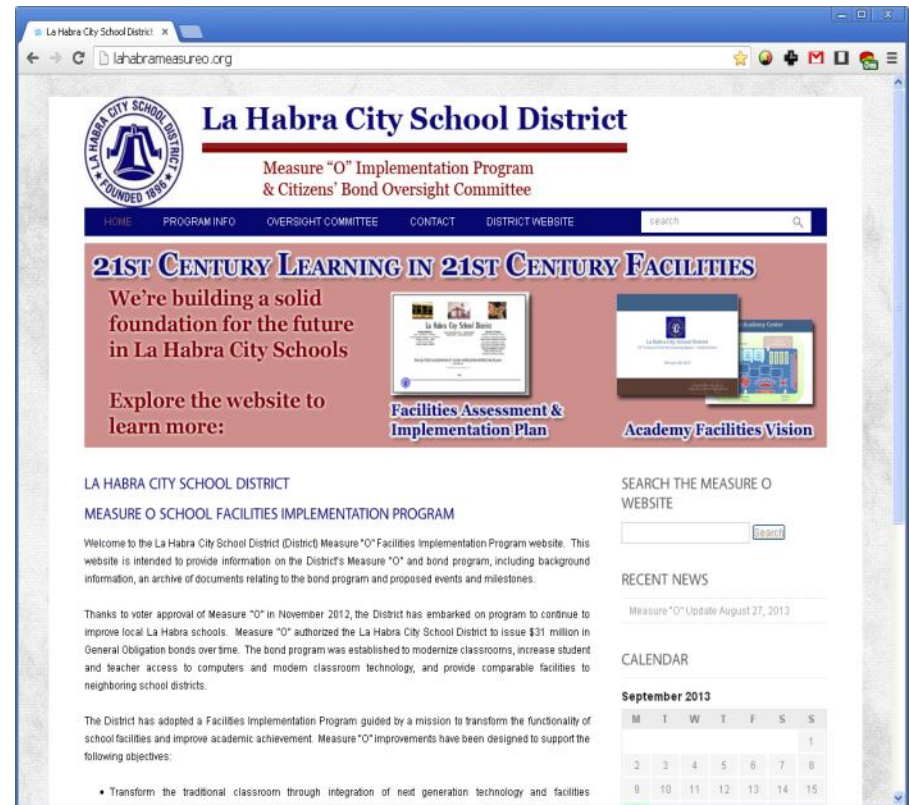 La Habra City School District
lahabrameasureo.org
LA HABRA CITY SCHOOL DISTRICT
FOUNDED 1896
La Habra City School District
Measure “O” Implementation Program
& Citizens’ Bond Oversight Committee
HOME PROGRAM INFO OVERSIGHT COMMITTEE CONTACT DISTRICT WEBSITE search
21st Century Learning in 21st Century Facilities
We’re building a solid
foundation for the future
in La Habra City Schools
Explore the website to
learn more:
La Habra City School District
Facilities Assessment &
Implementation Plan
La Habra City School District
Academy Center
Academy Facilities Vision
LA HABRA CITY SCHOOL DISTRICT
MEASURE O SCHOOL FACILITIES IMPLEMENTATION PROGRAM
Welcome to the La Habra City School District (District) Measure "O" Facilities Implementation Program website. This
website is intended to provide information on the District's Measure "O" and bond program, including background
information, an archive of documents relating to the bond program and proposed events and milestones.
Thanks to voter approval of Measure "O" in November 2012, the District has embarked on program to continue to
improve local La Habra schools. Measure "O" authorized the La Habra City School District to issue $31 million in
General Obligation bonds over time. The bond program was established to modernize classrooms, increase student
and teacher access to computers and modern classroom technology, and provide comparable facilities to
neighboring school districts.
The District has adopted a Facilities Implementation Program guided by a mission to transform the functionality of
school facilities and improve academic achievement. Measure "O" improvements have been designed to support the
following objectives:
• Transform the traditional classroom through integration of next generation technology and facilities
SEARCH THE MEASURE O
WEBSITE
Search
RECENT NEWS
Measure "O" Update August 27, 2013
CALENDAR
September 2013
M T W T F S S
1
2 3 4 5 6 7 8
9 10 11 12 13 14 15